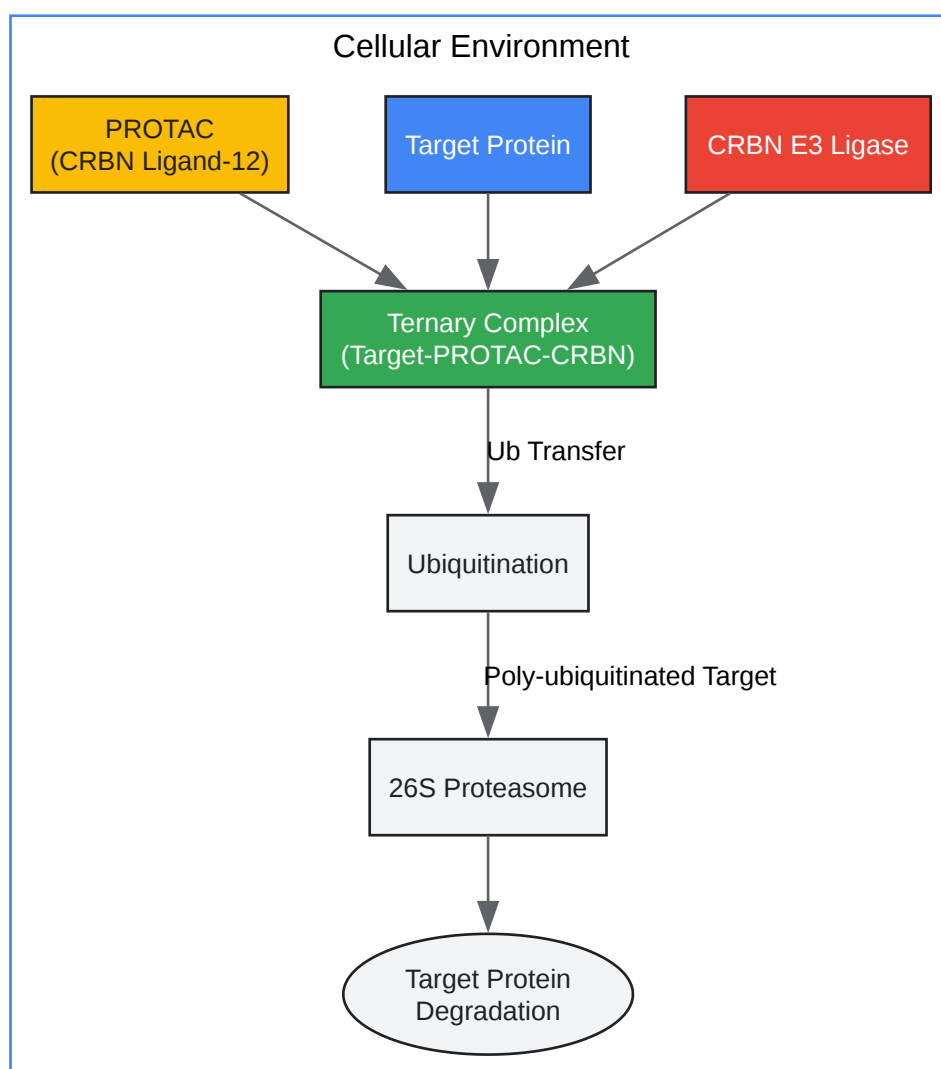 Cellular Environment
PROTAC
(CRBN Ligand-12)
Target Protein
CRBN E3 Ligase
Ternary Complex
(Target-PROTAC-CRBN)
Ub Transfer
Ubiquitination
Poly-ubiquitinated Target
26S Proteasome
Target Protein
Degradation